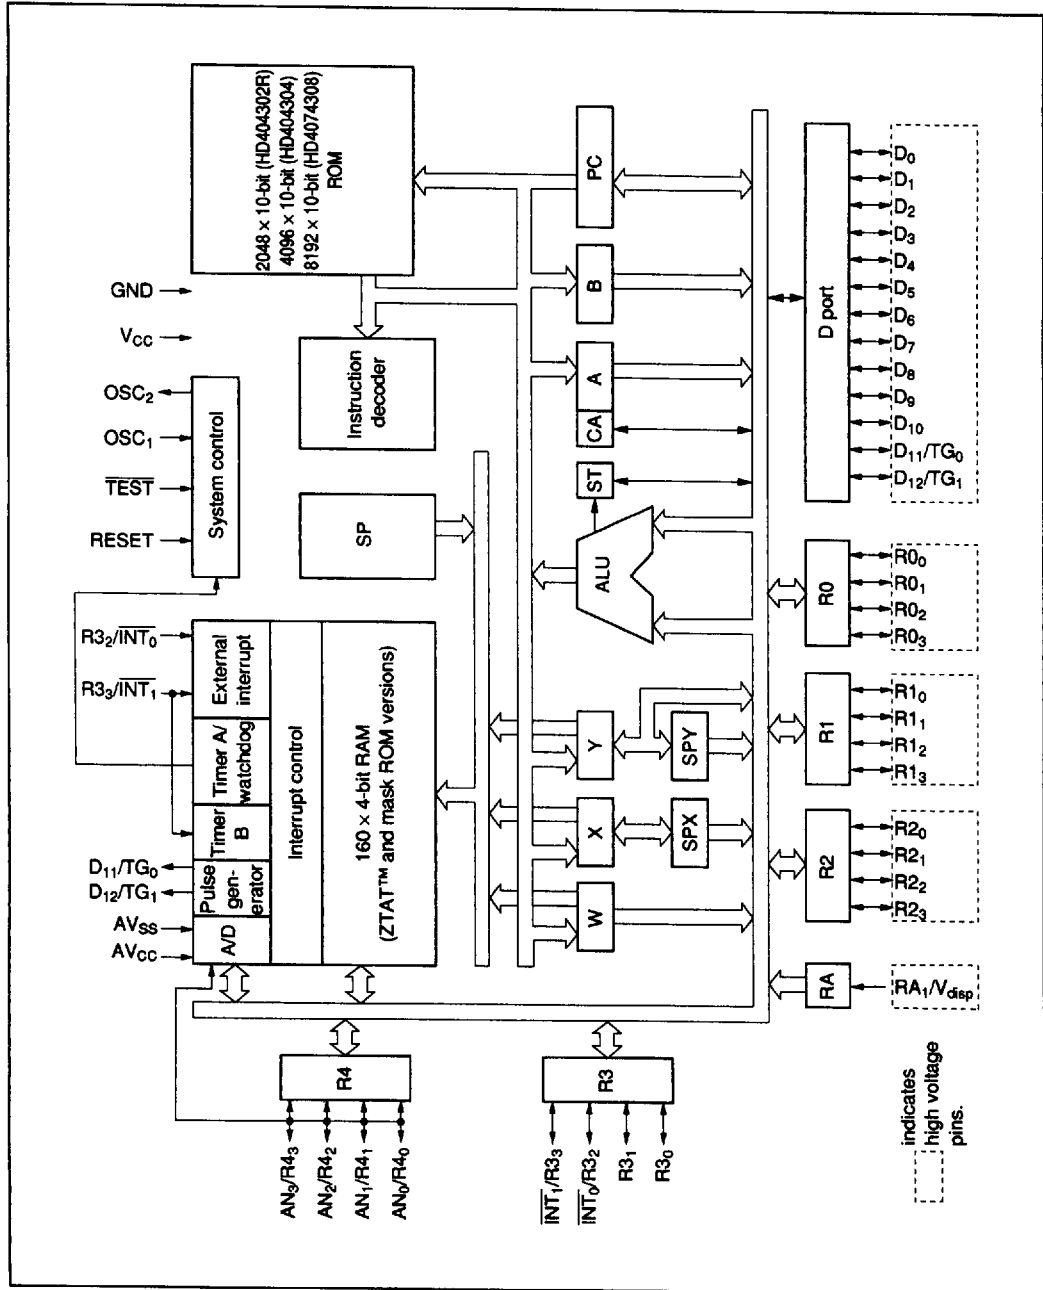 2048 × 10-bit (HD404302R)
4096 × 10-bit (HD404304)
8192 × 10-bit (HD4074308)
ROM
GND
VCC
OSC2
OSC1
TEST
RESET
System control
Instruction
decoder
SP
R32/INT0
R33/INT1
D11/TG0
D12/TG1
AVSS
AVCC
External
interrupt
Timer A/
watchdog
Timer
B
Pulse
gen-
erator
A/D
Interrupt control
160 × 4-bit RAM
(ZTAT™ and mask ROM versions)
PC
B
A
CA
ST
ALU
Y
SPY
X
SPX
W
D port
D0
D1
D2
D3
D4
D5
D6
D7
D8
D9
D10
D11/TG0
D12/TG1
R0
R00
R01
R02
R03
R1
R10
R11
R12
R13
R2
R20
R21
R22
R23
RA
RA1/Vdisp
R4
AN3/R43
AN2/R42
AN1/R41
AN0/R40
R3
INT1/R33
INT0/R32
R31
R30
indicates
high voltage
pins.